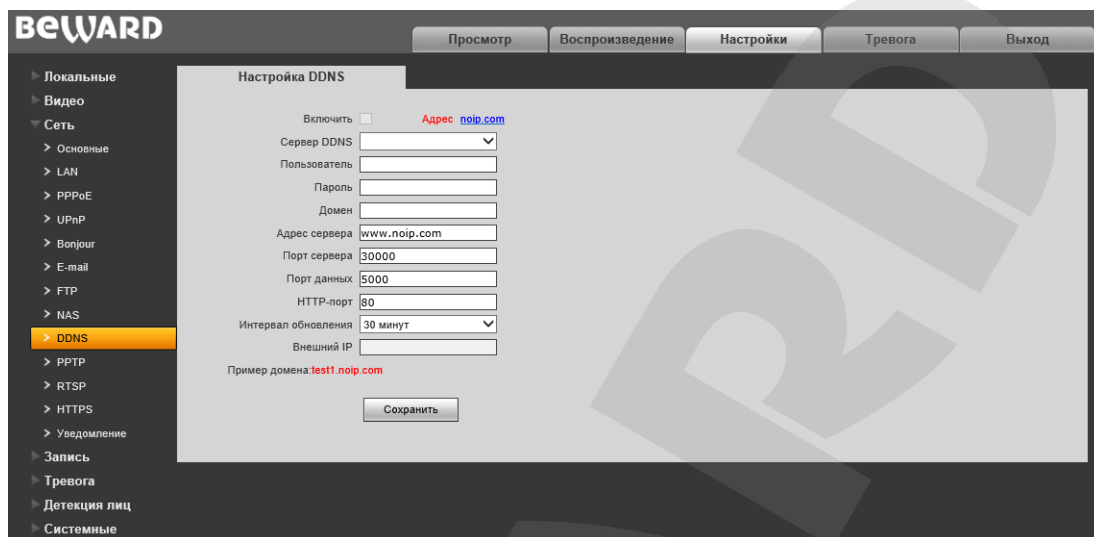 BEWARD
Просмотр Воспроизведение Настройки Тревога Выход
Локальные
Видео
Сеть
Основные
LAN
PPPoE
UPnP
Bonjour
E-mail
FTP
NAS
DDNS
PPTP
RTSP
HTTPS
Уведомление
Запись
Тревога
Детекция лиц
Системные
Настройка DDNS
Включить Адрес noip.com
Сервер DDNS
Пользователь
Пароль
Домен
Адрес сервера www.noip.com
Порт сервера 30000
Порт данных 5000
HTTP-порт 80
Интервал обновления 30 минут
Внешний IP
Пример домена:test1.noip.com
Сохранить